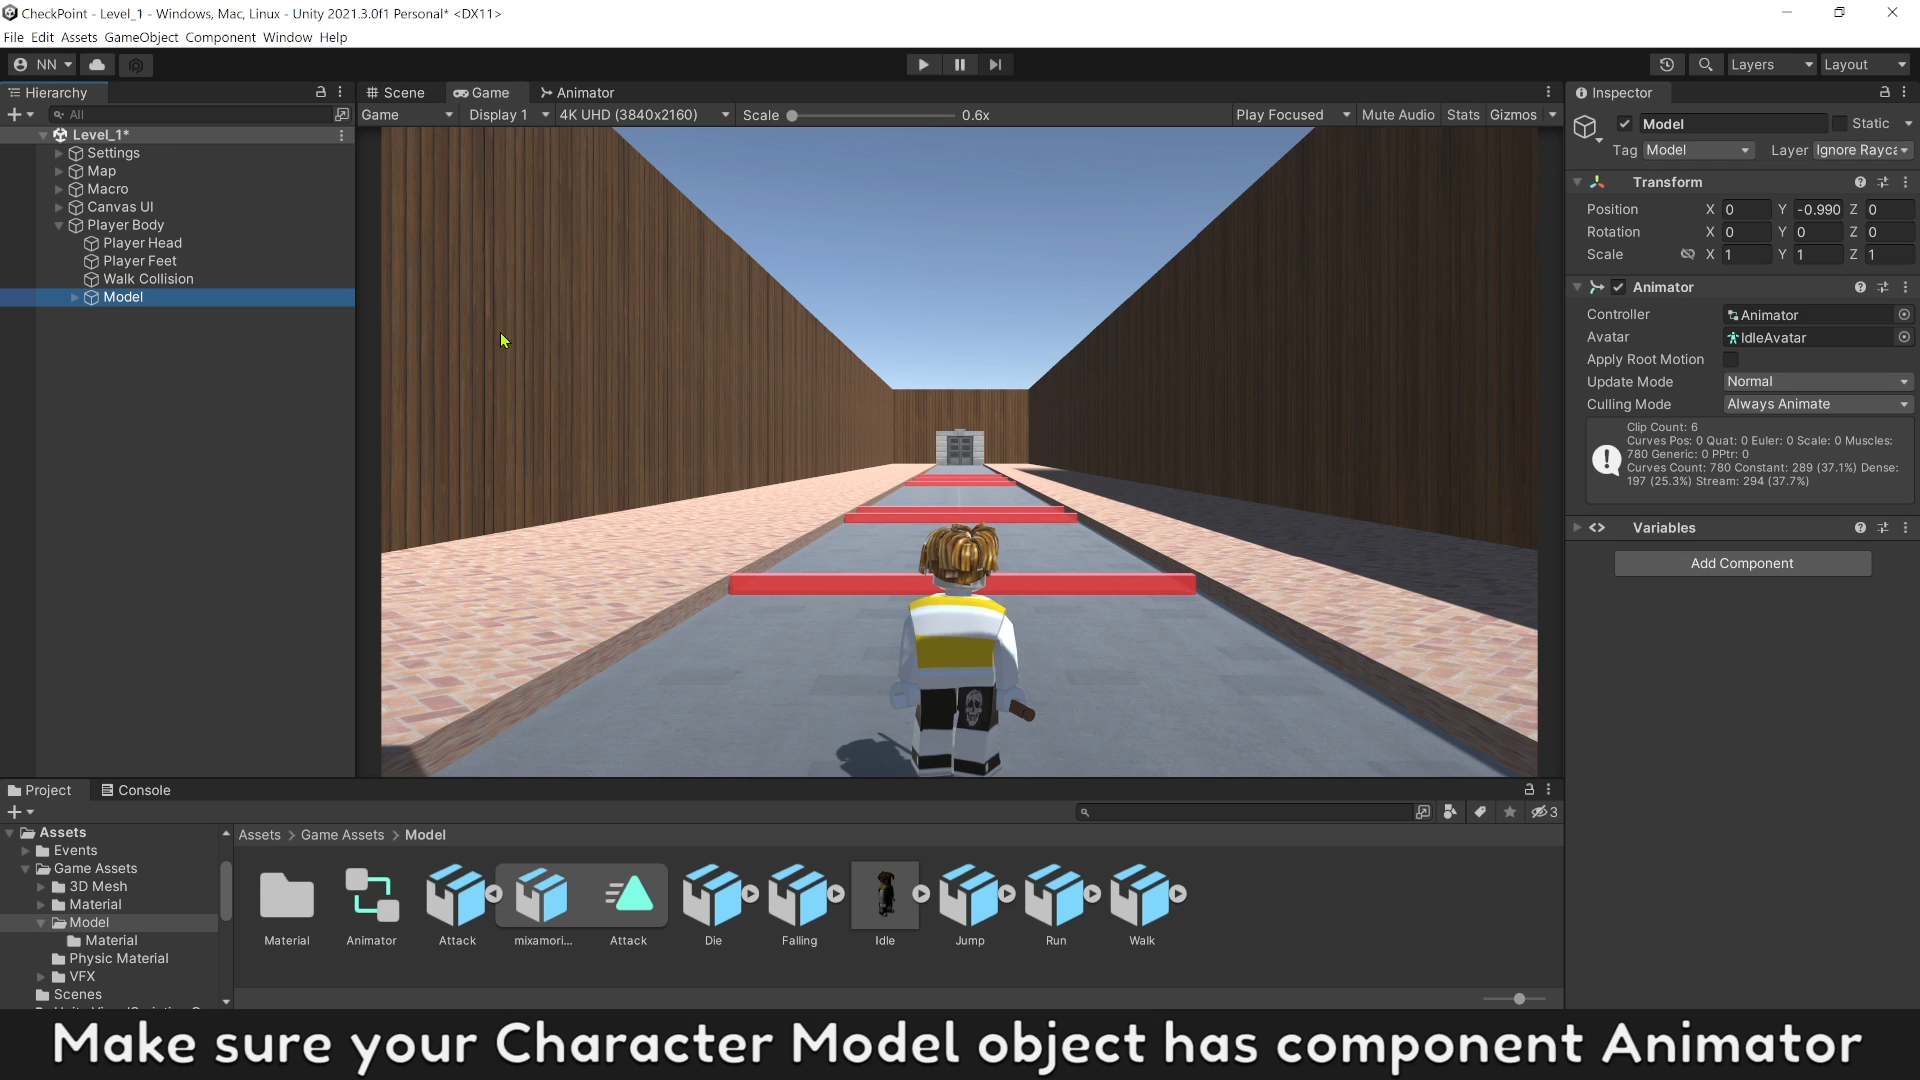 CheckPoint - Level_1 - Windows, Mac, Linux - Unity 2021.3.0f1 Personal* <DX11>
File Edit Assets GameObject Component Window Help
NN
Layers
Layout
Hierarchy
Scene
Game
Animator
Inspector
All
Game
Display 1
4K UHD (3840x2160)
Scale
0.6x
Play Focused
Mute Audio
Stats
Gizmos
Level_1*
Settings
Map
Macro
Canvas UI
Player Body
Player Head
Player Feet
Walk Collision
Model
Model
Static
Tag Model
Layer Ignore Rayca
Transform
Position X 0 Y -0.990 Z 0
Rotation X 0 Y 0 Z 0
Scale X 1 Y 1 Z 1
Animator
Controller Animator
Avatar IdleAvatar
Apply Root Motion
Update Mode Normal
Culling Mode Always Animate
Clip Count: 6
Curves Pos: 0 Quat: 0 Euler: 0 Scale: 0 Muscles:
780 Generic: 0 PPtr: 0
Curves Count: 780 Constant: 289 (37.1%) Dense:
197 (25.3%) Stream: 294 (37.7%)
Variables
Add Component
Project
Console
3
Assets
Events
Game Assets
3D Mesh
Material
Model
Material
Physic Material
VFX
Scenes
Assets > Game Assets > Model
Material
Animator
Attack
mixamori...
Attack
Die
Falling
Idle
Jump
Run
Walk
Make sure your Character Model object has component Animator